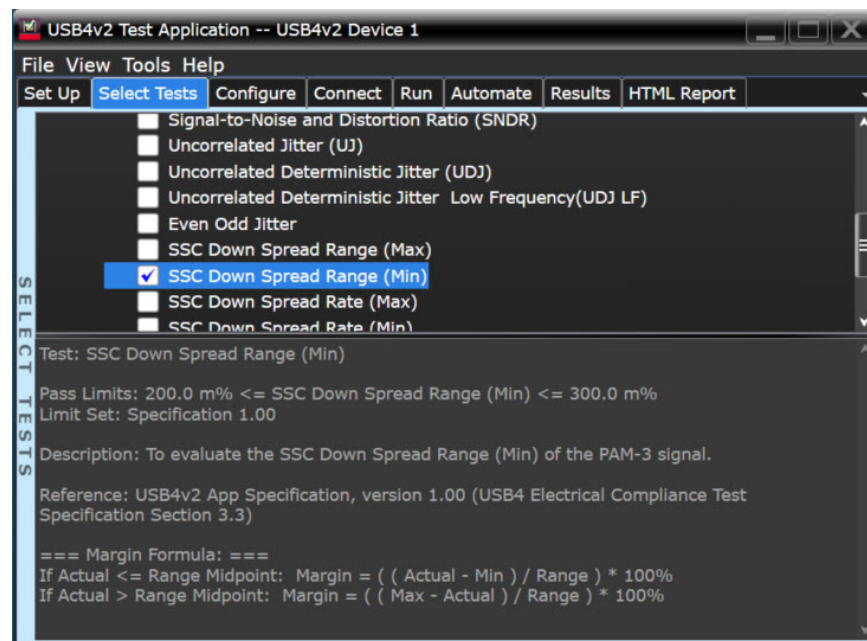 USB4v2 Test Application -- USB4v2 Device 1
File View Tools Help
Set Up Select Tests Configure Connect Run Automate Results HTML Report
Signal-to-Noise and Distortion Ratio (SNDR)
Uncorrelated Jitter (UJ)
Uncorrelated Deterministic Jitter (UDJ)
Uncorrelated Deterministic Jitter Low Frequency(UDJ LF)
Even Odd Jitter
SSC Down Spread Range (Max)
SSC Down Spread Range (Min)
SSC Down Spread Rate (Max)
SSC Down Spread Rate (Min)
SELECT TESTS
Test: SSC Down Spread Range (Min)
Pass Limits: 200.0 m% <= SSC Down Spread Range (Min) <= 300.0 m%
Limit Set: Specification 1.00
Description: To evaluate the SSC Down Spread Range (Min) of the PAM-3 signal.
Reference: USB4v2 App Specification, version 1.00 (USB4 Electrical Compliance Test
Specification Section 3.3)
=== Margin Formula: ===
If Actual <= Range Midpoint: Margin = ( ( Actual - Min ) / Range ) * 100%
If Actual > Range Midpoint: Margin = ( ( Max - Actual ) / Range ) * 100%